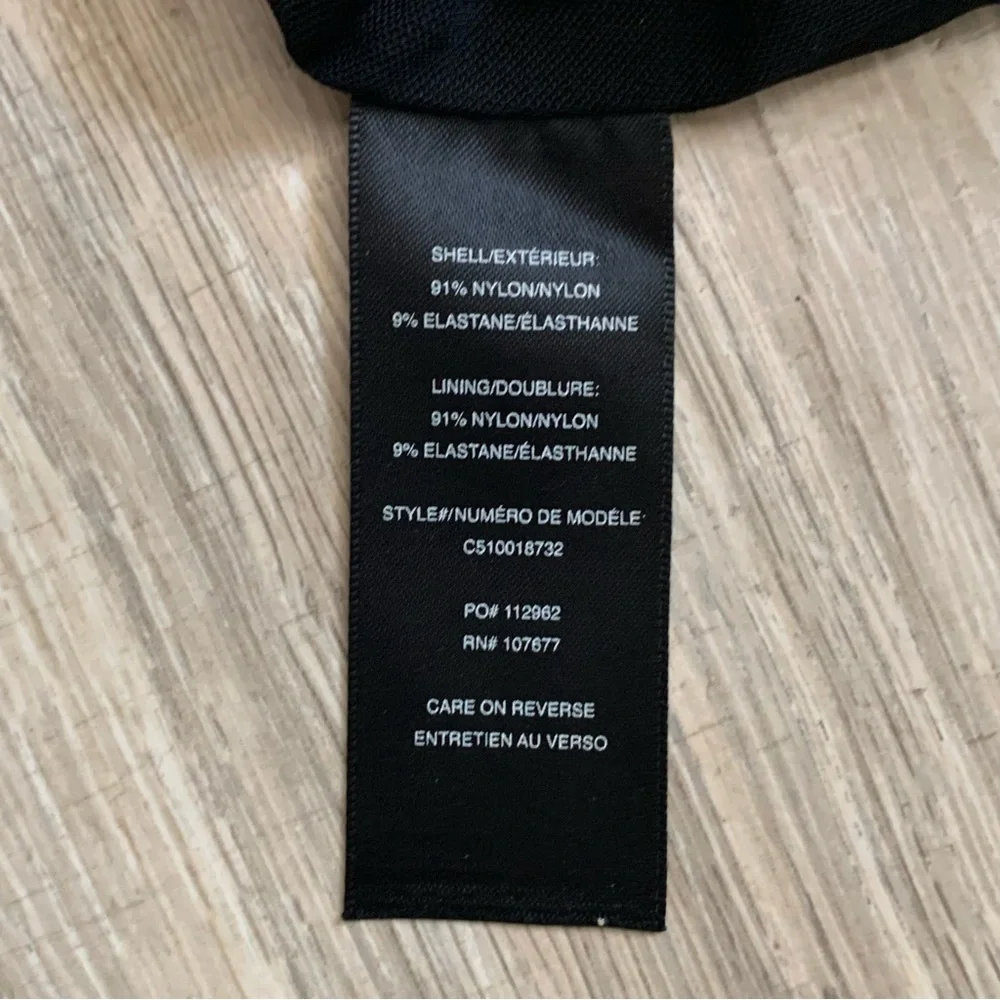 SHELL/EXTÉRIEUR:
91% NYLON/NYLON
9% ELASTANE/ÉLASTHANNE
LINING/DOUBLURE:
91% NYLON/NYLON
9% ELASTANE/ÉLASTHANNE
STYLE#/NUMÉRO DE MODÉLE:
C510018732
PO# 112962
RN# 107677
CARE ON REVERSE
ENTRETIEN AU VERSO